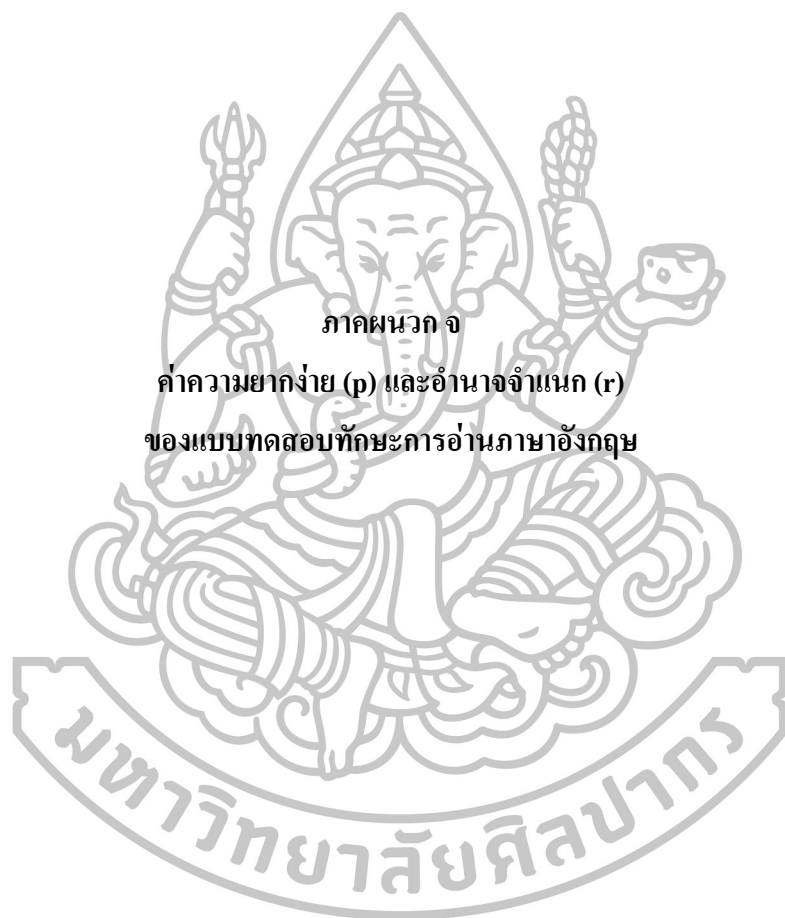 ภาคผนวก จ
ค่าความยากง่าย (p) และอำนาจจำแนก (r)
ของแบบทดสอบทักษะการอ่านภาษาอังกฤษ
มหาวิทยาลัยศิลปากร